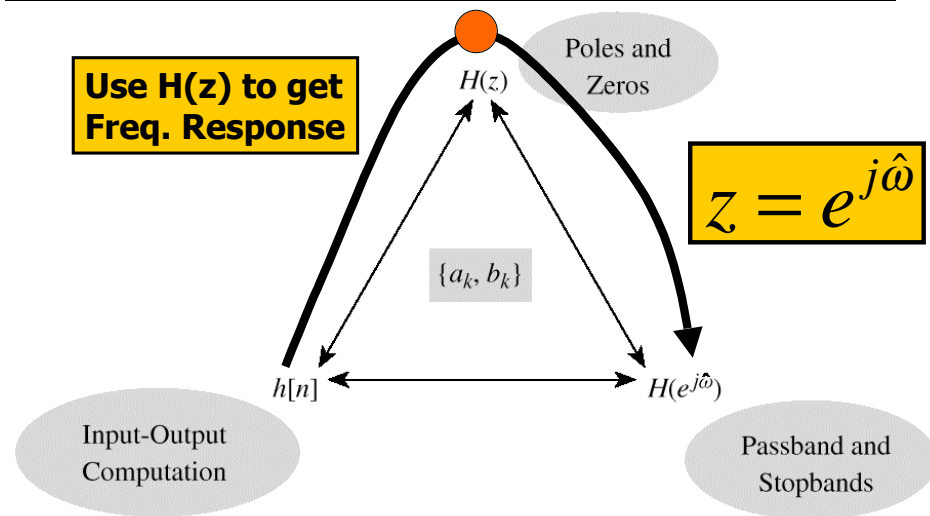 Poles and
Zeros
Use H(z) to get
Freq. Response
H(z)
z = e^{jω̂}
{a_k, b_k}
h[n]
H(e^{jω̂})
Input-Output
Computation
Passband and
Stopbands